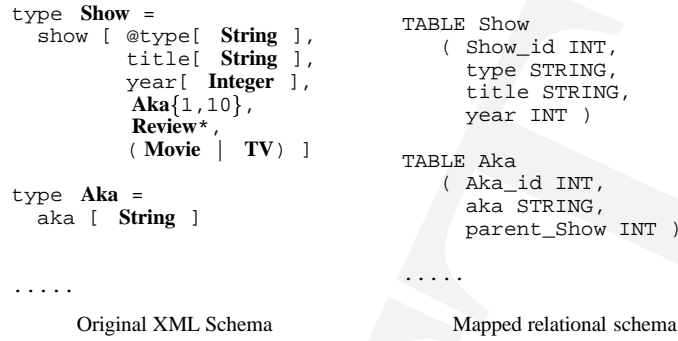 type Show =
show [ @type[ String ],
title[ String ],
year[ Integer ],
Aka{1,10},
Review*,
( Movie | TV) ]
type Aka =
aka [ String ]
.....
Original XML Schema
TABLE Show
( Show_id INT,
type STRING,
title STRING,
year INT )
TABLE Aka
( Aka_id INT,
aka STRING,
parent_Show INT )
.....
Mapped relational schema